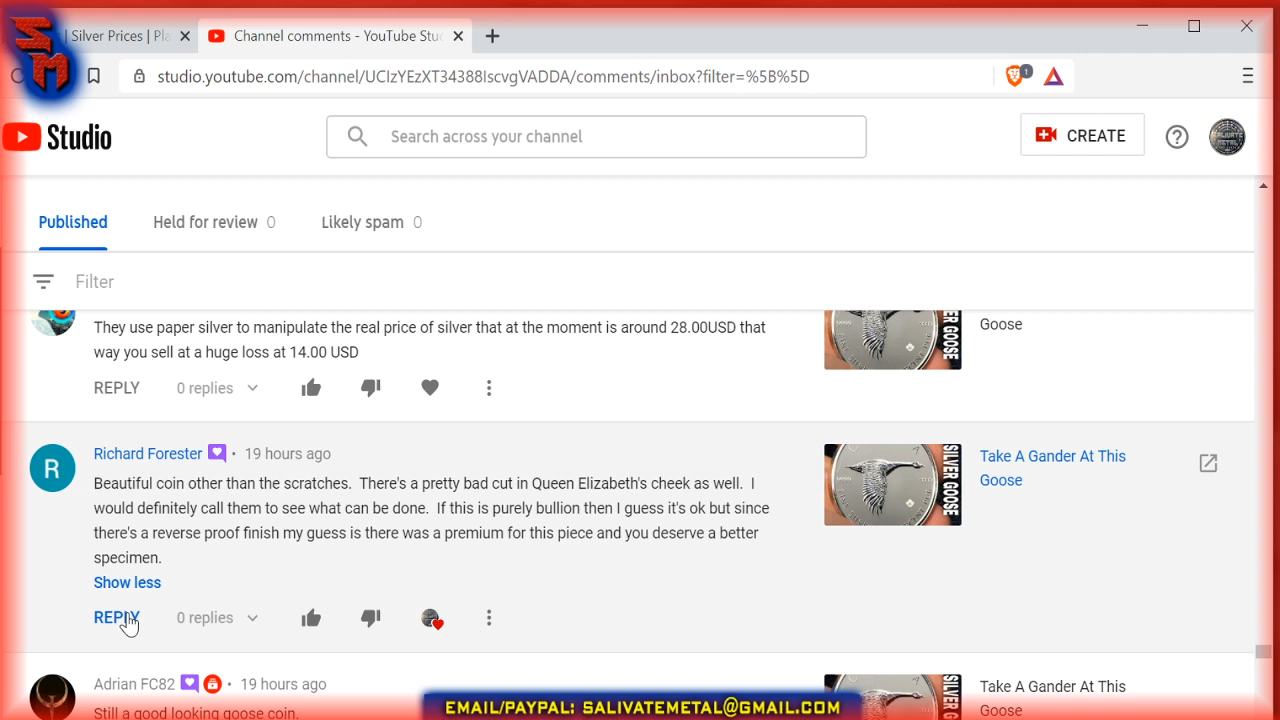 SM
| Silver Prices | Pla
Channel comments - YouTube Stu
studio.youtube.com/channel/UCIzYEzXT34388lscvgVADDA/comments/inbox?filter=%5B%5D
1
Studio
Search across your channel
CREATE
SALIVATE
METAL
Published
Held for review 0
Likely spam 0
Filter
They use paper silver to manipulate the real price of silver that at the moment is around 28.00USD that
way you sell at a huge loss at 14.00 USD
Goose
GOOSE
REPLY
0 replies
R
Richard Forester • 19 hours ago
Beautiful coin other than the scratches. There's a pretty bad cut in Queen Elizabeth's cheek as well. I
would definitely call them to see what can be done. If this is purely bullion then I guess it's ok but since
there's a reverse proof finish my guess is there was a premium for this piece and you deserve a better
specimen.
Show less
SILVER GOOSE
Take A Gander At This
Goose
REPLY
0 replies
Adrian FC82 • 19 hours ago
Still a good looking goose coin.
SILVER
Take A Gander At This
Goose
EMAIL/PAYPAL: SALIVATEMETAL@GMAIL.COM